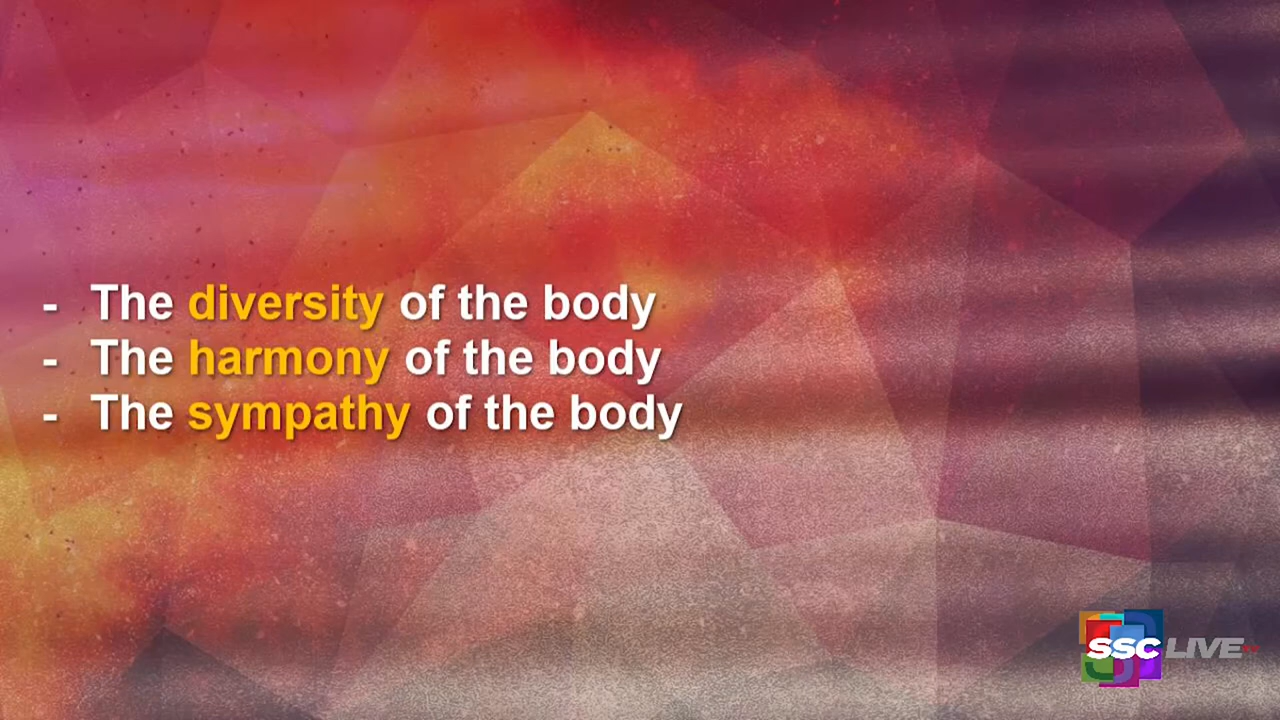 - The diversity of the body
- The harmony of the body
- The sympathy of the body
SSC LIVE